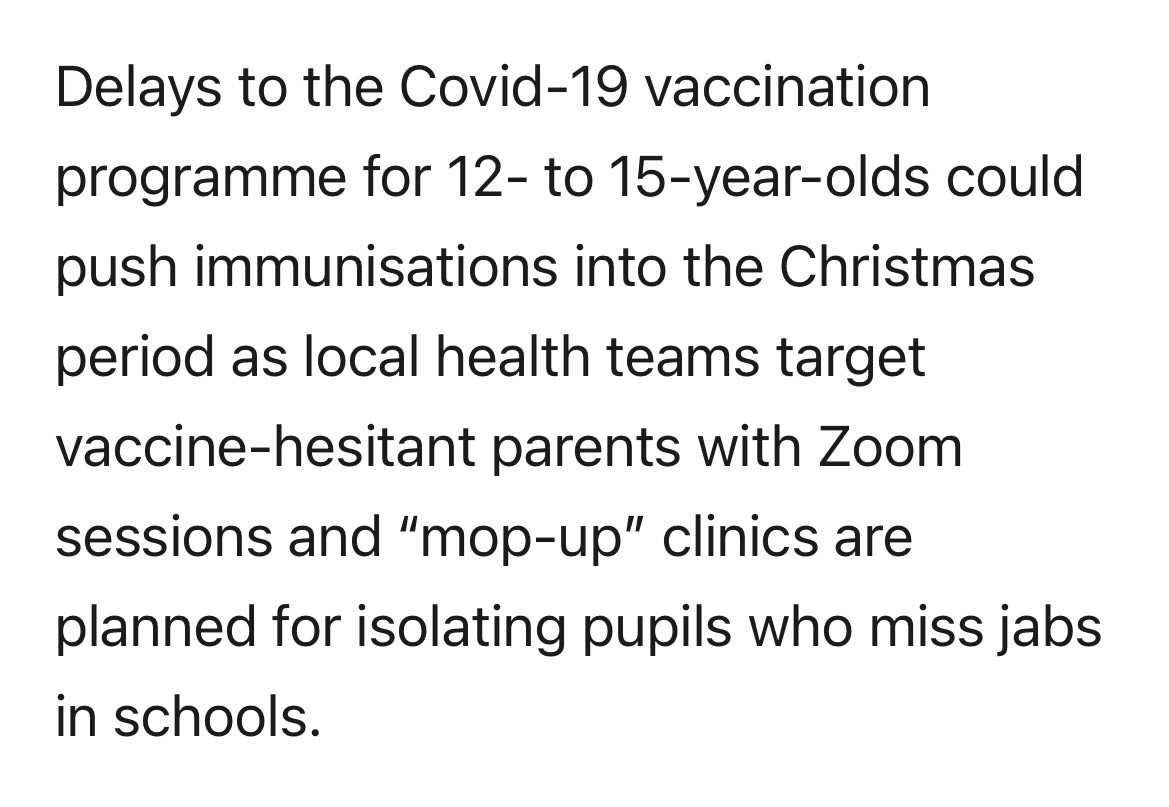 Delays to the Covid-19 vaccination
programme for 12- to 15-year-olds could
push immunisations into the Christmas
period as local health teams target
vaccine-hesitant parents with Zoom
sessions and “mop-up” clinics are
planned for isolating pupils who miss jabs
in schools.